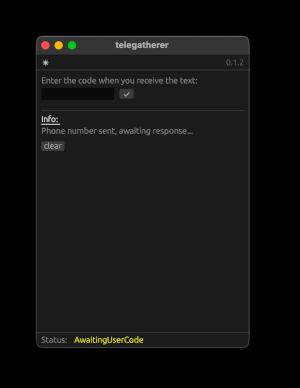 telegatherer
0.1.2
Enter the code when you receive the text:
Info:
Phone number sent, awaiting response...
clear
Status: AwaitingUserCode